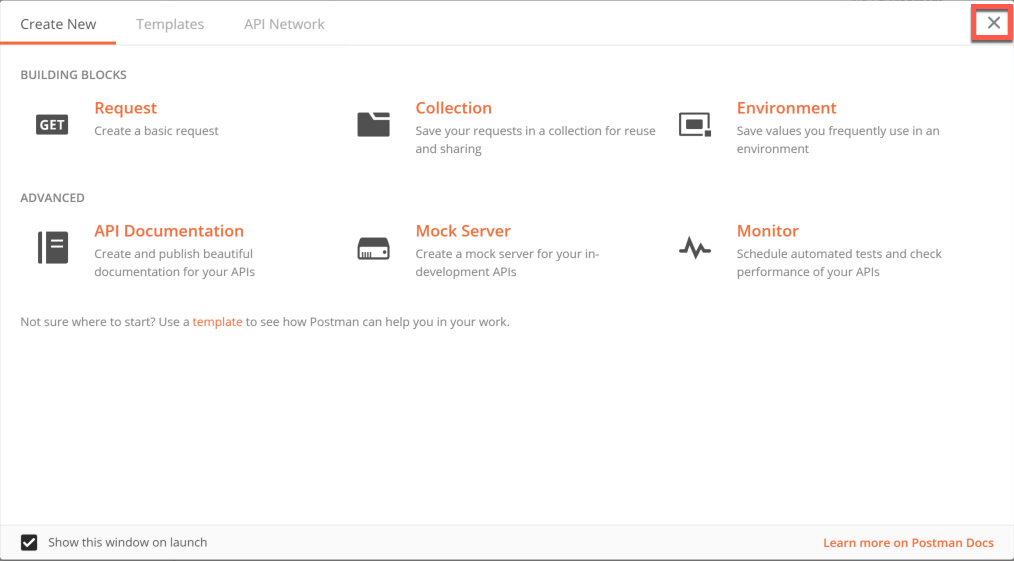 Create New Templates API Network
BUILDING BLOCKS
GET
Request
Create a basic request
Collection
Save your requests in a collection for reuse
and sharing
Environment
Save values you frequently use in an
environment
ADVANCED
API Documentation
Create and publish beautiful
documentation for your APIs
Mock Server
Create a mock server for your in-
development APIs
Monitor
Schedule automated tests and check
performance of your APIs
Not sure where to start? Use a template to see how Postman can help you in your work.
Show this window on launch
Learn more on Postman Docs